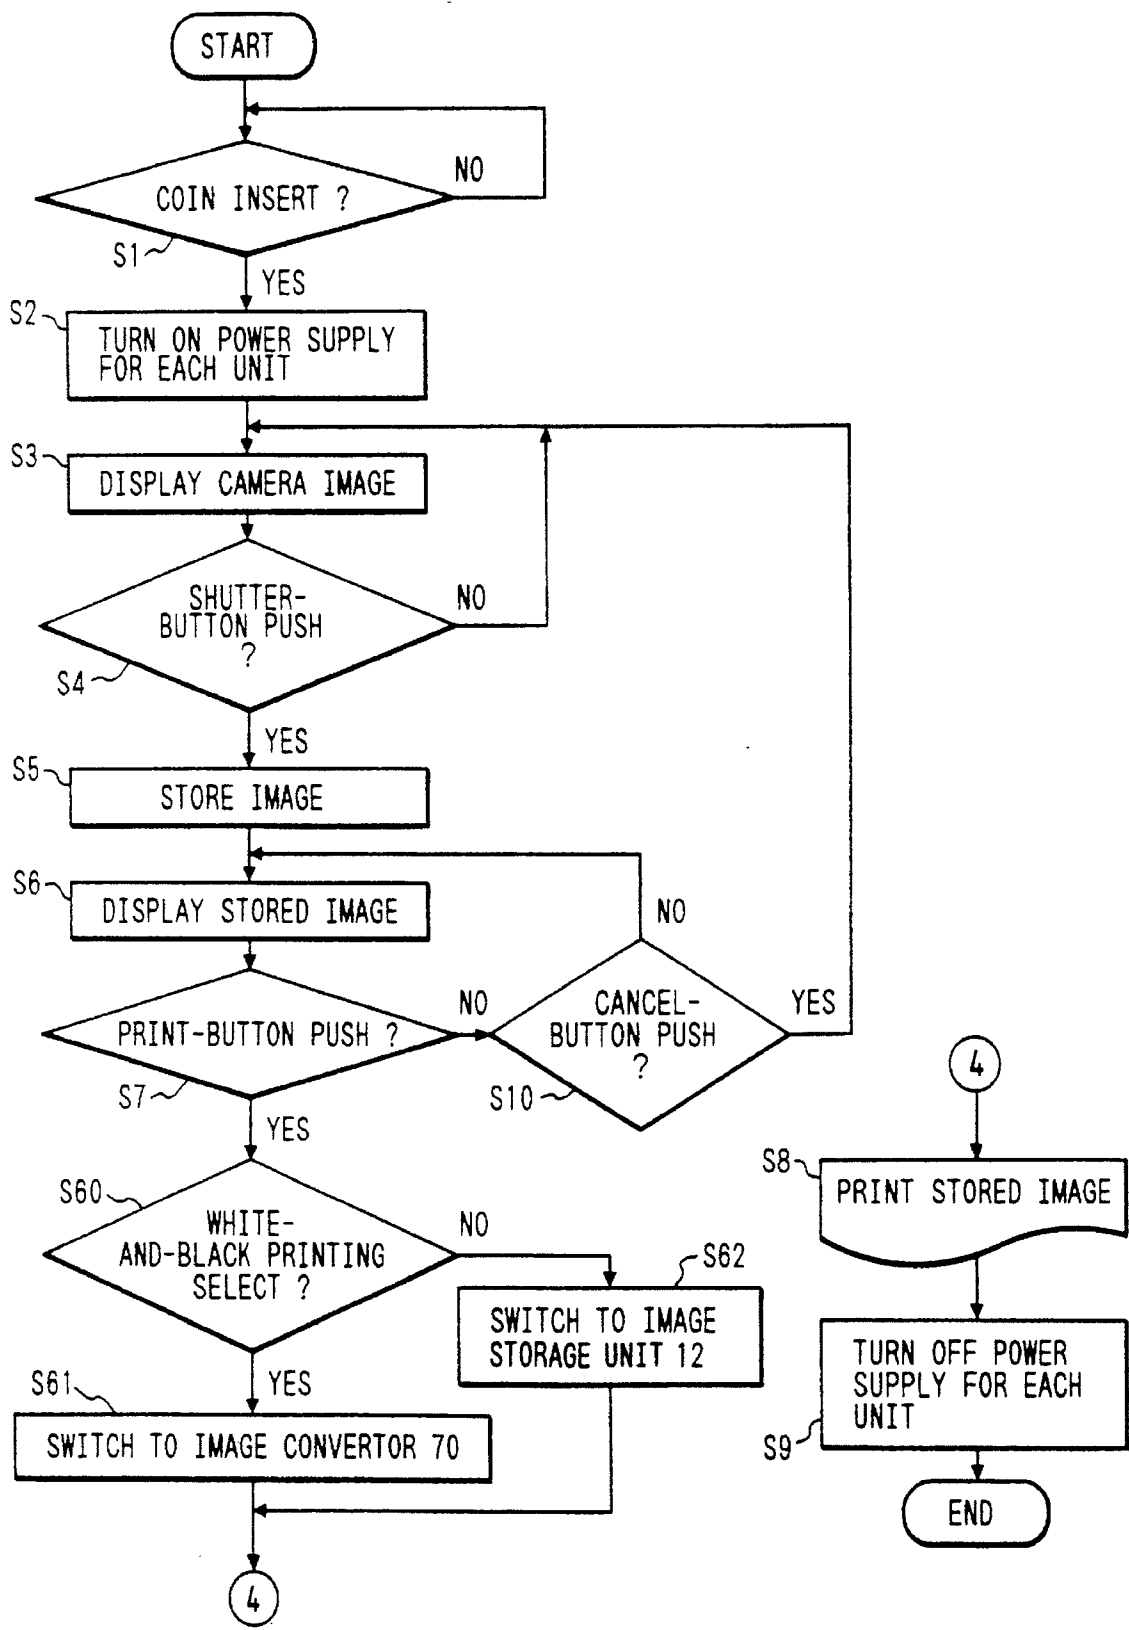 START
COIN INSERT ?
NO
S1
YES
S2
TURN ON POWER SUPPLY
FOR EACH UNIT
S3
DISPLAY CAMERA IMAGE
SHUTTER-
BUTTON PUSH
?
NO
S4
YES
S5
STORE IMAGE
S6
DISPLAY STORED IMAGE
NO
PRINT-BUTTON PUSH ?
NO
S7
CANCEL-
BUTTON PUSH
?
YES
S10
YES
S60
WHITE-
AND-BLACK PRINTING
SELECT ?
NO
S62
SWITCH TO IMAGE
STORAGE UNIT 12
YES
S61
SWITCH TO IMAGE CONVERTOR 70
4
4
S8
PRINT STORED IMAGE
TURN OFF POWER
SUPPLY FOR EACH
UNIT
S9
END